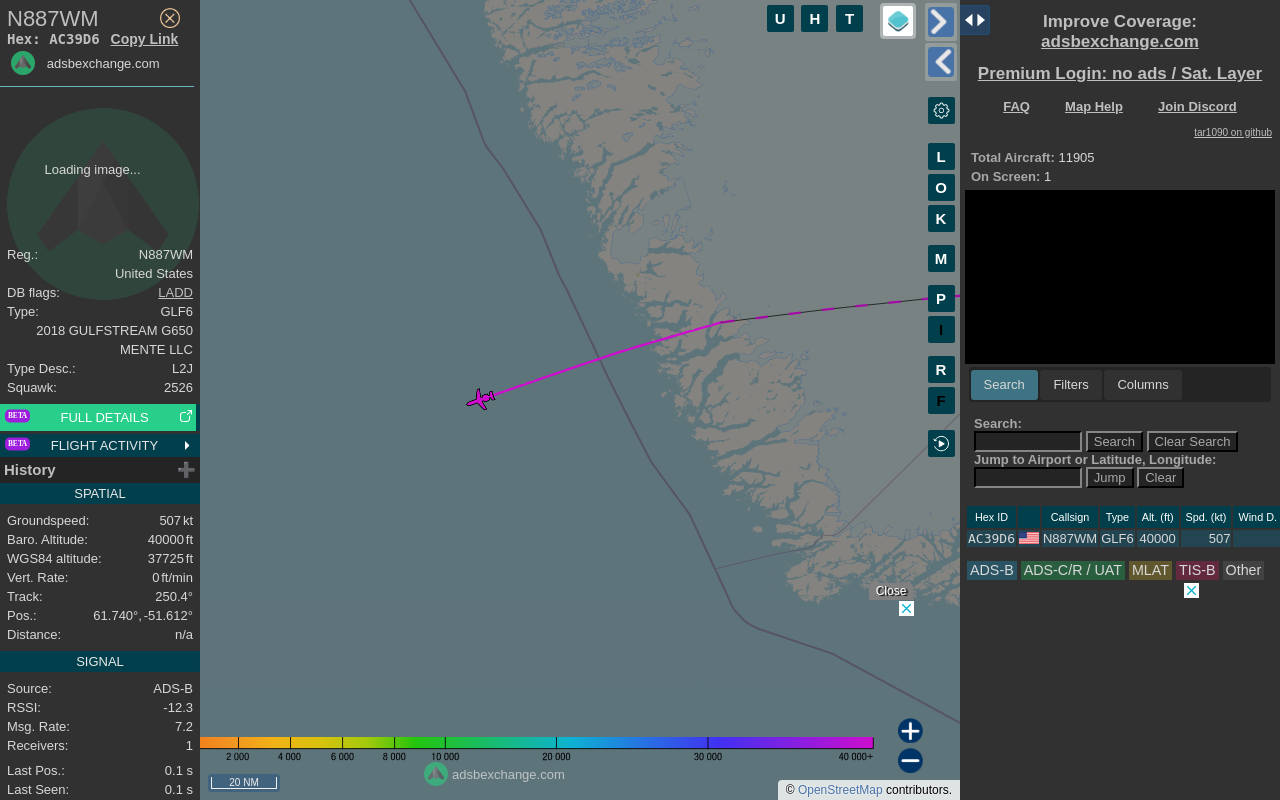 N887WM
Hex: AC39D6 Copy Link
adsbexchange.com
Loading image...
Reg.: N887WM
United States
DB flags: LADD
Type: GLF6
2018 GULFSTREAM G650
MENTE LLC
Type Desc.: L2J
Squawk: 2526
BETA FULL DETAILS
BETA FLIGHT ACTIVITY
History
SPATIAL
Groundspeed: 507 kt
Baro. Altitude: 40000 ft
WGS84 altitude: 37725 ft
Vert. Rate: 0 ft/min
Track: 250.4°
Pos.: 61.740°, -51.612°
Distance: n/a
SIGNAL
Source: ADS-B
RSSI: -12.3
Msg. Rate: 7.2
Receivers: 1
Last Pos.: 0.1 s
Last Seen: 0.1 s
U H T
L
O
K
M
P
I
R
F
Close
2 000 4 000 6 000 8 000 10 000 20 000 30 000 40 000+
adsbexchange.com
20 NM
© OpenStreetMap contributors.
Improve Coverage:
adsbexchange.com
Premium Login: no ads / Sat. Layer
FAQ Map Help Join Discord
tar1090 on github
Total Aircraft: 11905
On Screen: 1
Search Filters Columns
Search:
Search Clear Search
Jump to Airport or Latitude, Longitude:
Jump Clear
Hex ID Callsign Type Alt. (ft) Spd. (kt) Wind D.
AC39D6 N887WM GLF6 40000 507
ADS-B ADS-C/R / UAT MLAT TIS-B Other